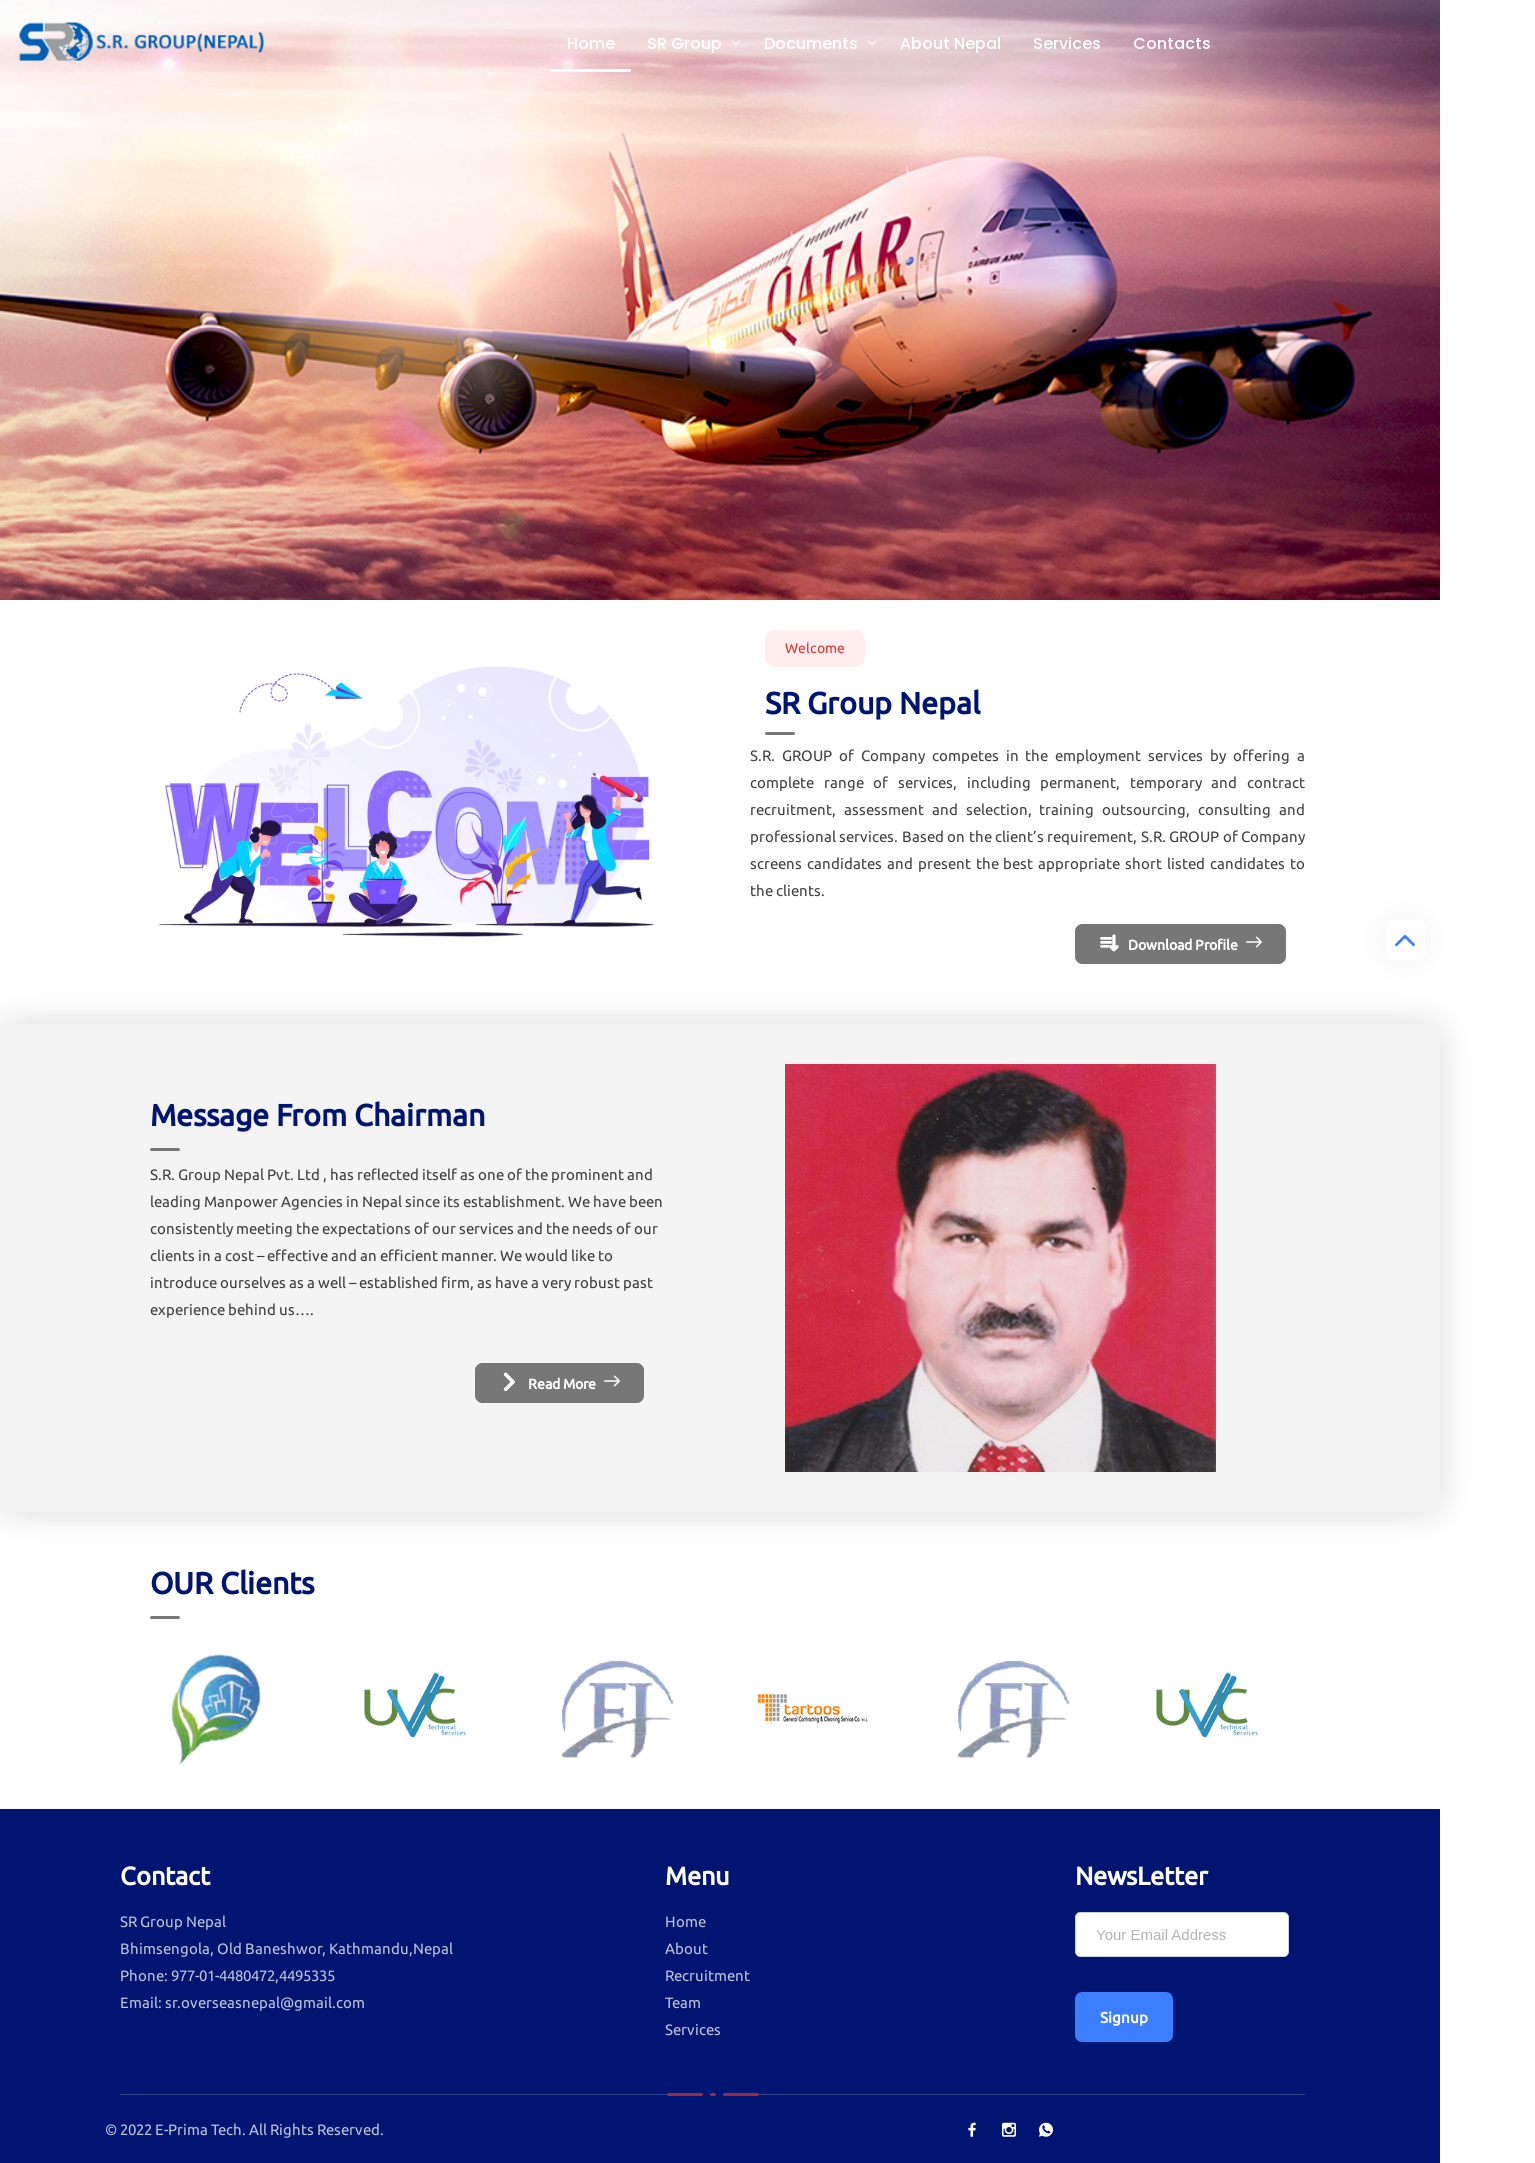 SR S.R. GROUP(NEPAL)
Home SR Group Documents About Nepal Services Contacts
QATAR
القطرية
AIRBUS A380
Welcome
SR Group Nepal
WELCOME
S.R. GROUP of Company competes in the employment services by offering a
complete range of services, including permanent, temporary and contract
recruitment, assessment and selection, training outsourcing, consulting and
professional services. Based on the client’s requirement, S.R. GROUP of Company
screens candidates and present the best appropriate short listed candidates to
the clients.
Download Profile
Message From Chairman
S.R. Group Nepal Pvt. Ltd , has reflected itself as one of the prominent and
leading Manpower Agencies in Nepal since its establishment. We have been
consistently meeting the expectations of our services and the needs of our
clients in a cost – effective and an efficient manner. We would like to
introduce ourselves as a well – established firm, as have a very robust past
experience behind us….
Read More
OUR Clients
UVC Technical Services
FJ
Tartoos
General Contracting & Cleaning Service Co. W.L.L
FJ
UVC Technical Services
Contact
SR Group Nepal
Bhimsengola, Old Baneshwor, Kathmandu,Nepal
Phone: 977-01-4480472,4495335
Email: sr.overseasnepal@gmail.com
Menu
Home
About
Recruitment
Team
Services
NewsLetter
Your Email Address
Signup
© 2022 E-Prima Tech. All Rights Reserved.